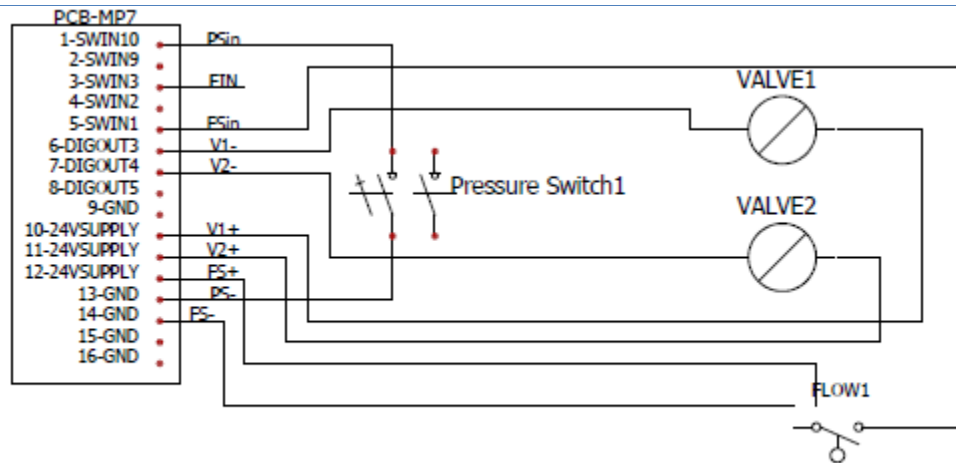 PCB-MP7
1-SWIN10 PSin
2-SWIN9
3-SWIN3 FIN
4-SWIN2
5-SWIN1 FSin
6-DIGOUT3 V1-
7-DIGOUT4 V2-
8-DIGOUT5
9-GND
10-24VSUPPLY V1+
11-24VSUPPLY V2+
12-24VSUPPLY FS+
13-GND PS-
14-GND FS-
15-GND
16-GND
VALVE1
Pressure Switch1
VALVE2
FLOW1